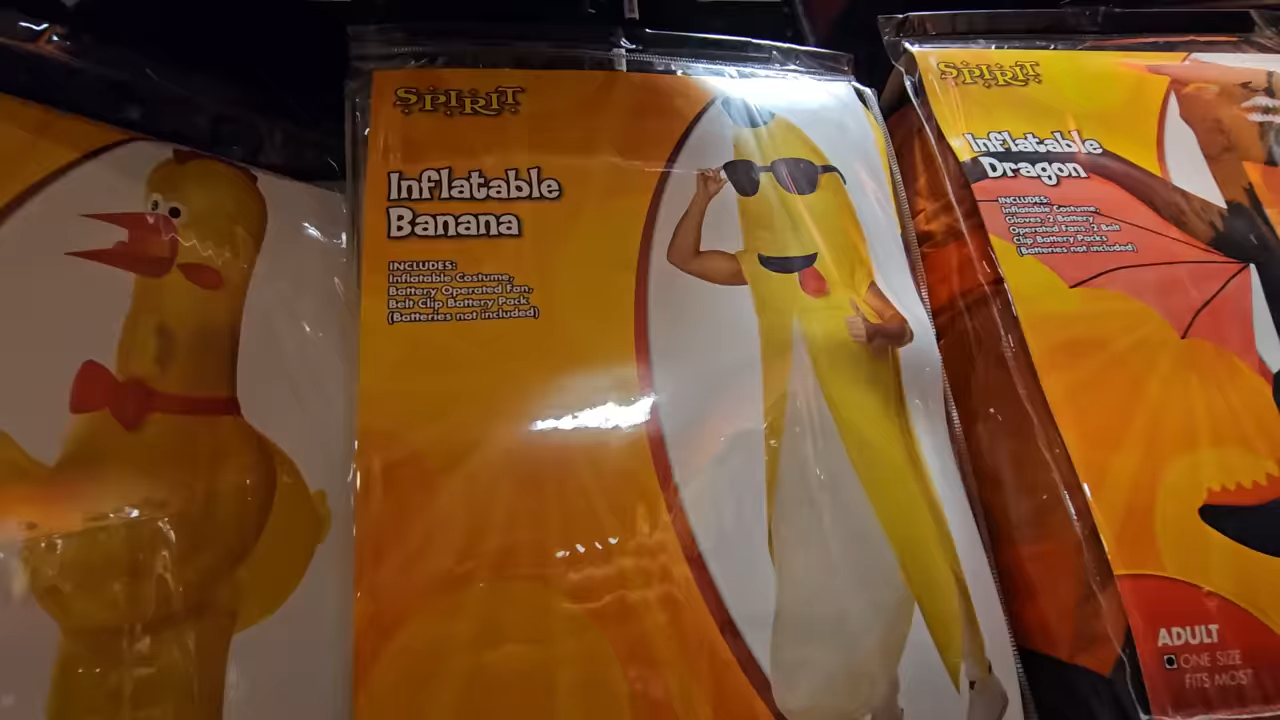 SPIRIT
Inflatable
Banana
INCLUDES:
Inflatable Costume,
Battery Operated Fan,
Belt Clip Battery Pack
(Batteries not included)
SPIRIT
Inflatable
Dragon
INCLUDES:
Inflatable Costume,
Gloves, 2 Battery
Operated Fans, 2 Belt
Clip Battery Packs
(Batteries not included)
ADULT
ONE SIZE
FITS MOST